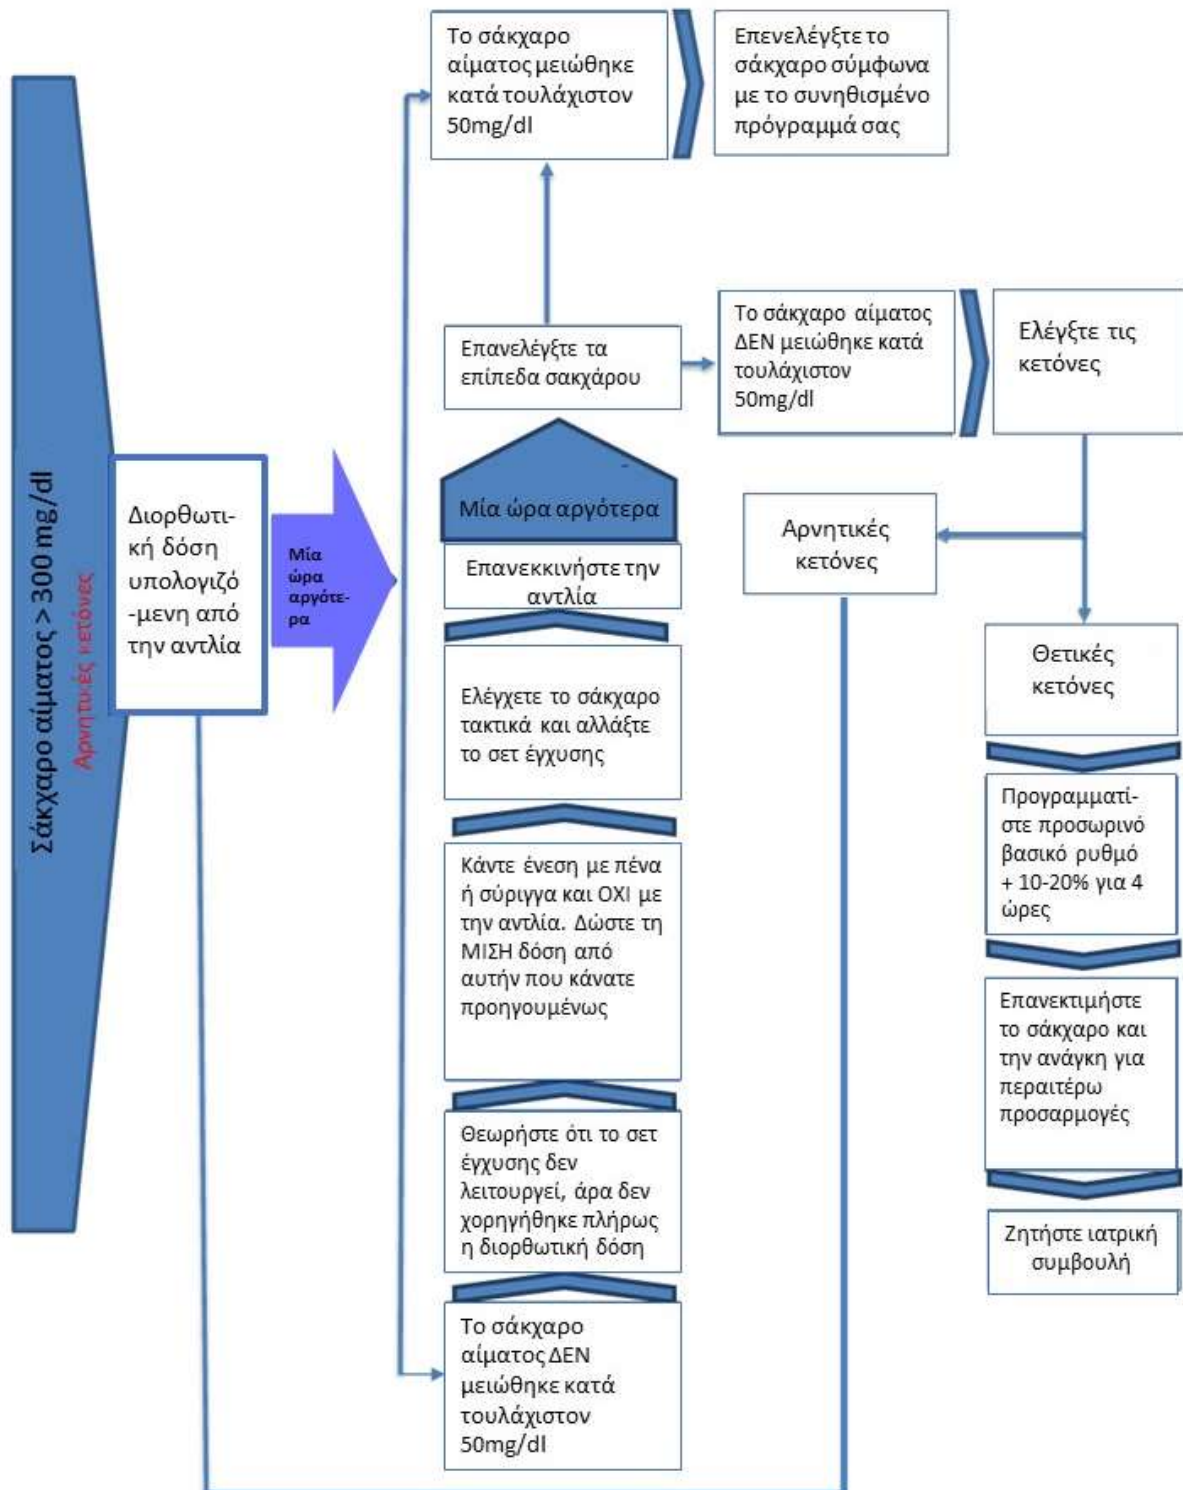 Σάκχαρο αίματος > 300 mg/dl
Αρνητικές κετόνες
Διορθωτι-
κή δόση
υπολογιζό
-μενη από
την αντλία
Μία
ώρα
αργότε-
ρα
Το σάκχαρο
αίματος μειώθηκε
κατά τουλάχιστον
50mg/dl
Επενελέγξτε το
σάκχαρο σύμφωνα
με το συνηθισμένο
πρόγραμμά σας
Επανελέγξτε τα
επίπεδα σακχάρου
Το σάκχαρο αίματος
ΔΕΝ μειώθηκε κατά
τουλάχιστον
50mg/dl
Ελέγξτε τις
κετόνες
Μία ώρα αργότερα
Επανεκκινήστε την
αντλία
Ελέγχετε το σάκχαρο
τακτικά και αλλάξτε
το σετ έγχυσης
Κάντε ένεση με πένα
ή σύριγγα και ΟΧΙ με
την αντλία. Δώστε τη
ΜΙΣΗ δόση από
αυτήν που κάνατε
προηγουμένως
Θεωρήστε ότι το σετ
έγχυσης δεν
λειτουργεί, άρα δεν
χορηγήθηκε πλήρως
η διορθωτική δόση
Το σάκχαρο
αίματος ΔΕΝ
μειώθηκε κατά
τουλάχιστον
50mg/dl
Αρνητικές
κετόνες
Θετικές
κετόνες
Προγραμματί-
στε προσωρινό
βασικό ρυθμό
+ 10-20% για 4
ώρες
Επανεκτιμήστε
το σάκχαρο και
την ανάγκη για
περαιτέρω
προσαρμογές
Ζητήστε ιατρική
συμβουλή